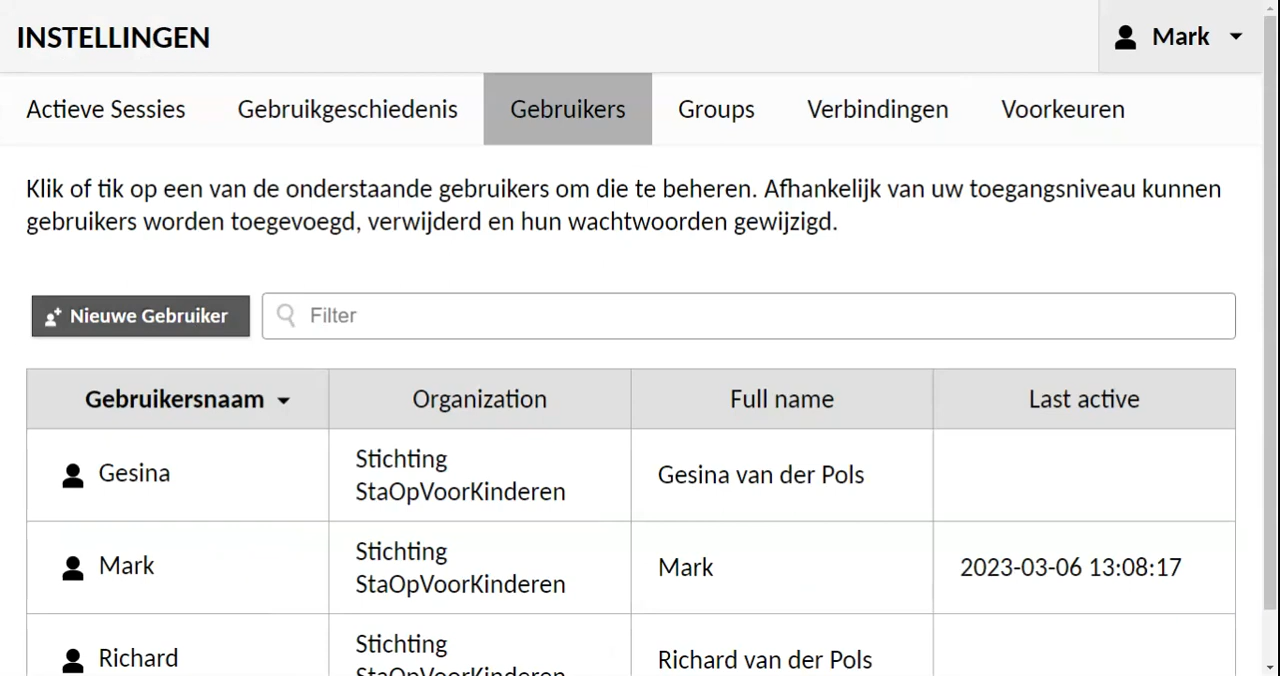 INSTELLINGEN
Mark
Actieve Sessies Gebruikgeschiedenis Gebruikers Groups Verbindingen Voorkeuren
Klik of tik op een van de onderstaande gebruikers om die te beheren. Afhankelijk van uw toegangsniveau kunnen
gebruikers worden toegevoegd, verwijderd en hun wachtwoorden gewijzigd.
Nieuwe Gebruiker Filter
Gebruikersnaam Organization Full name Last active
Gesina Stichting StaOpVoorKinderen Gesina van der Pols
Mark Stichting StaOpVoorKinderen Mark 2023-03-06 13:08:17
Richard Stichting StaOpVoorKinderen Richard van der Pols